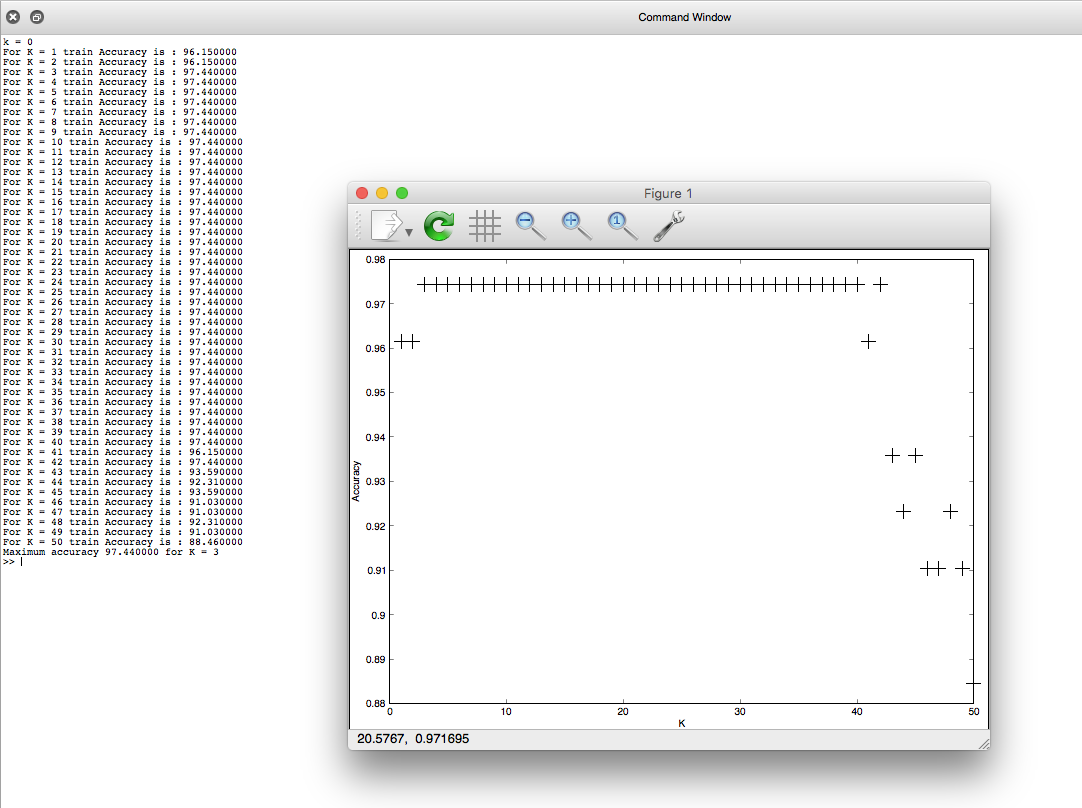 Command Window
k = 0
For K = 1 train Accuracy is : 96.150000
For K = 2 train Accuracy is : 96.150000
For K = 3 train Accuracy is : 97.440000
For K = 4 train Accuracy is : 97.440000
For K = 5 train Accuracy is : 97.440000
For K = 6 train Accuracy is : 97.440000
For K = 7 train Accuracy is : 97.440000
For K = 8 train Accuracy is : 97.440000
For K = 9 train Accuracy is : 97.440000
For K = 10 train Accuracy is : 97.440000
For K = 11 train Accuracy is : 97.440000
For K = 12 train Accuracy is : 97.440000
For K = 13 train Accuracy is : 97.440000
For K = 14 train Accuracy is : 97.440000
For K = 15 train Accuracy is : 97.440000
For K = 16 train Accuracy is : 97.440000
For K = 17 train Accuracy is : 97.440000
For K = 18 train Accuracy is : 97.440000
For K = 19 train Accuracy is : 97.440000
For K = 20 train Accuracy is : 97.440000
For K = 21 train Accuracy is : 97.440000
For K = 22 train Accuracy is : 97.440000
For K = 23 train Accuracy is : 97.440000
For K = 24 train Accuracy is : 97.440000
For K = 25 train Accuracy is : 97.440000
For K = 26 train Accuracy is : 97.440000
For K = 27 train Accuracy is : 97.440000
For K = 28 train Accuracy is : 97.440000
For K = 29 train Accuracy is : 97.440000
For K = 30 train Accuracy is : 97.440000
For K = 31 train Accuracy is : 97.440000
For K = 32 train Accuracy is : 97.440000
For K = 33 train Accuracy is : 97.440000
For K = 34 train Accuracy is : 97.440000
For K = 35 train Accuracy is : 97.440000
For K = 36 train Accuracy is : 97.440000
For K = 37 train Accuracy is : 97.440000
For K = 38 train Accuracy is : 97.440000
For K = 39 train Accuracy is : 97.440000
For K = 40 train Accuracy is : 97.440000
For K = 41 train Accuracy is : 96.150000
For K = 42 train Accuracy is : 97.440000
For K = 43 train Accuracy is : 93.590000
For K = 44 train Accuracy is : 92.310000
For K = 45 train Accuracy is : 93.590000
For K = 46 train Accuracy is : 91.030000
For K = 47 train Accuracy is : 91.030000
For K = 48 train Accuracy is : 92.310000
For K = 49 train Accuracy is : 91.030000
For K = 50 train Accuracy is : 88.460000
Maximum accuracy 97.440000 for K = 3
>>
Figure 1
1
0.98
0.97
0.96
0.95
0.94
0.93
0.92
0.91
0.9
0.89
0.88
Accuracy
0 10 20 30 40 50
K
20.5767, 0.971695